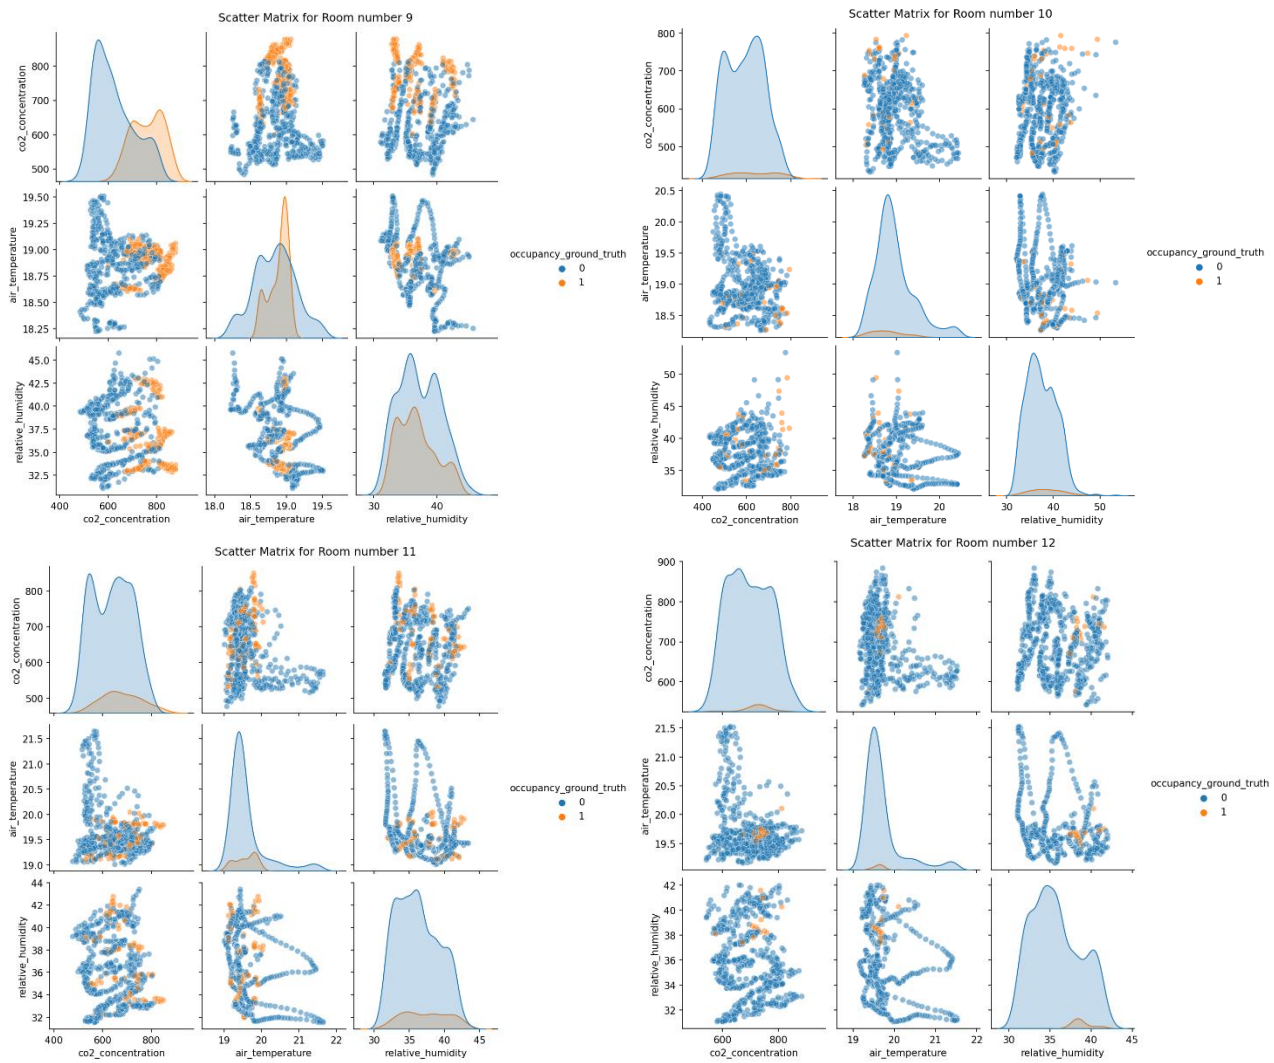 Scatter Matrix for Room number 9
co2_concentration
800
700
600
500
air_temperature
19.50
19.25
19.00
18.75
18.50
18.25
relative_humidity
45.0
42.5
40.0
37.5
35.0
32.5
400 600 800
co2_concentration
18.0 18.5 19.0 19.5
air_temperature
30 40
relative_humidity
occupancy_ground_truth
0
1
Scatter Matrix for Room number 10
co2_concentration
800
700
600
500
air_temperature
20.5
20.0
19.5
19.0
18.5
relative_humidity
50
45
40
35
400 600 800
co2_concentration
18 19 20
air_temperature
30 40 50
relative_humidity
occupancy_ground_truth
0
1
Scatter Matrix for Room number 11
co2_concentration
800
700
600
500
air_temperature
21.5
21.0
20.5
20.0
19.5
19.0
relative_humidity
44
42
40
38
36
34
32
400 600 800
co2_concentration
19 20 21 22
air_temperature
30 35 40 45
relative_humidity
occupancy_ground_truth
0
1
Scatter Matrix for Room number 12
co2_concentration
900
800
700
600
air_temperature
21.5
21.0
20.5
20.0
19.5
relative_humidity
42
40
38
36
34
32
600 800
co2_concentration
19 20 21 22
air_temperature
30 35 40 45
relative_humidity
occupancy_ground_truth
0
1